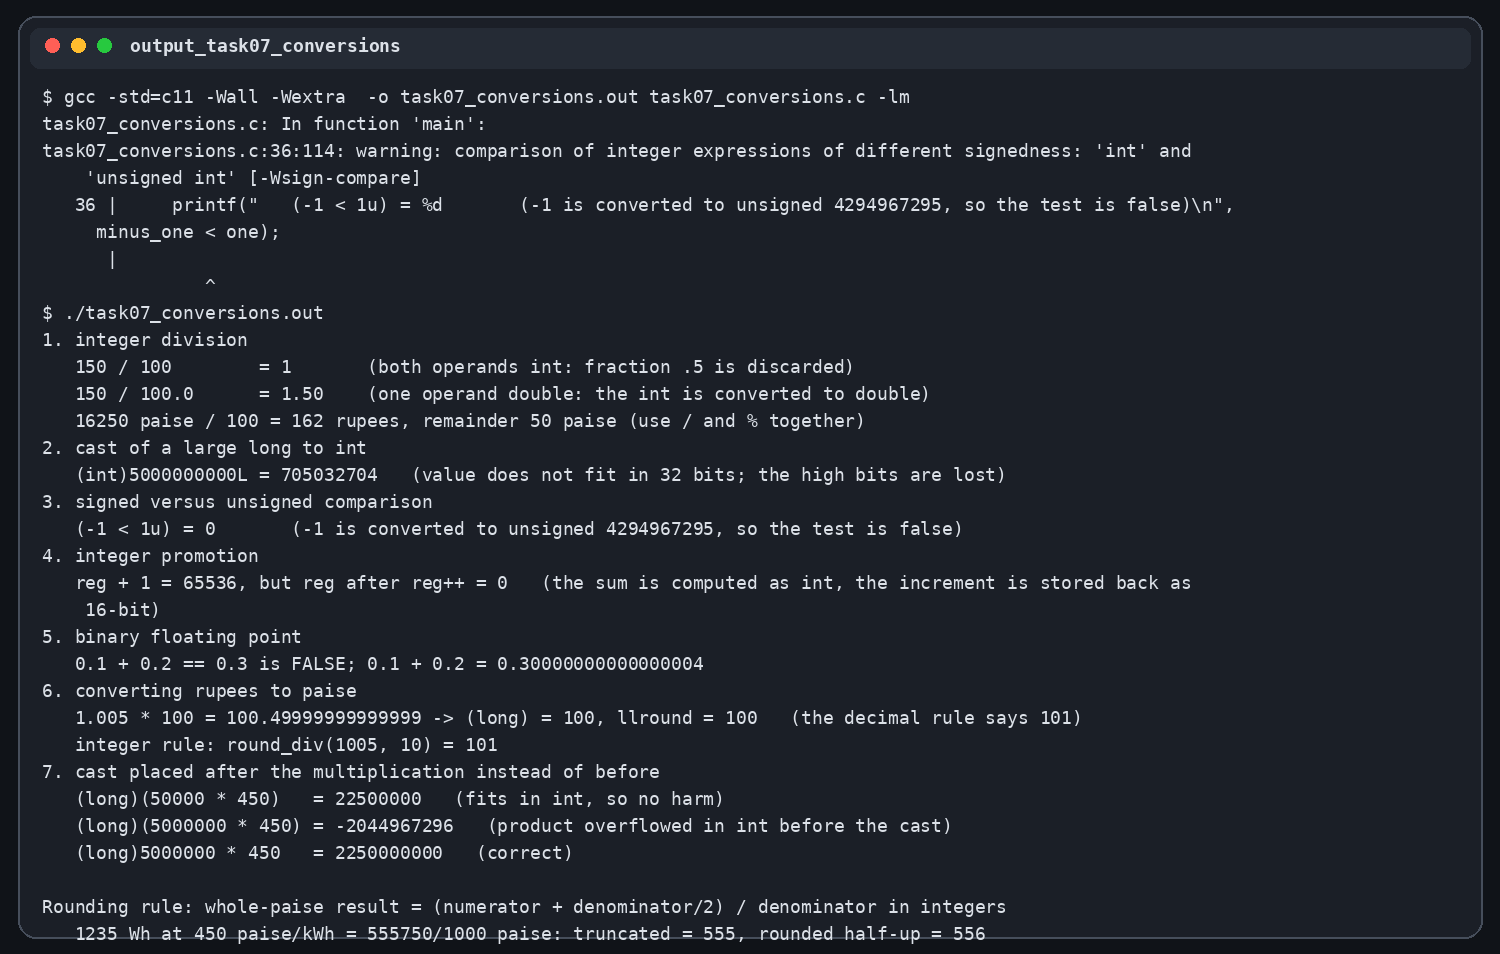 output_task07_conversions
$ gcc -std=c11 -Wall -Wextra  -o task07_conversions.out task07_conversions.c -lm
task07_conversions.c: In function 'main':
task07_conversions.c:36:114: warning: comparison of integer expressions of different signedness: 'int' and
    'unsigned int' [-Wsign-compare]
   36 |     printf("   (-1 < 1u) = %d       (-1 is converted to unsigned 4294967295, so the test is false)\n",
     minus_one < one);
      |
               ^
$ ./task07_conversions.out
1. integer division
   150 / 100        = 1       (both operands int: fraction .5 is discarded)
   150 / 100.0      = 1.50    (one operand double: the int is converted to double)
   16250 paise / 100 = 162 rupees, remainder 50 paise (use / and % together)
2. cast of a large long to int
   (int)5000000000L = 705032704   (value does not fit in 32 bits; the high bits are lost)
3. signed versus unsigned comparison
   (-1 < 1u) = 0       (-1 is converted to unsigned 4294967295, so the test is false)
4. integer promotion
   reg + 1 = 65536, but reg after reg++ = 0   (the sum is computed as int, the increment is stored back as
    16-bit)
5. binary floating point
   0.1 + 0.2 == 0.3 is FALSE; 0.1 + 0.2 = 0.30000000000000004
6. converting rupees to paise
   1.005 * 100 = 100.49999999999999 -> (long) = 100, llround = 100   (the decimal rule says 101)
   integer rule: round_div(1005, 10) = 101
7. cast placed after the multiplication instead of before
   (long)(50000 * 450)   = 22500000   (fits in int, so no harm)
   (long)(5000000 * 450) = -2044967296   (product overflowed in int before the cast)
   (long)5000000 * 450   = 2250000000   (correct)

Rounding rule: whole-paise result = (numerator + denominator/2) / denominator in integers
   1235 Wh at 450 paise/kWh = 555750/1000 paise: truncated = 555, rounded half-up = 556